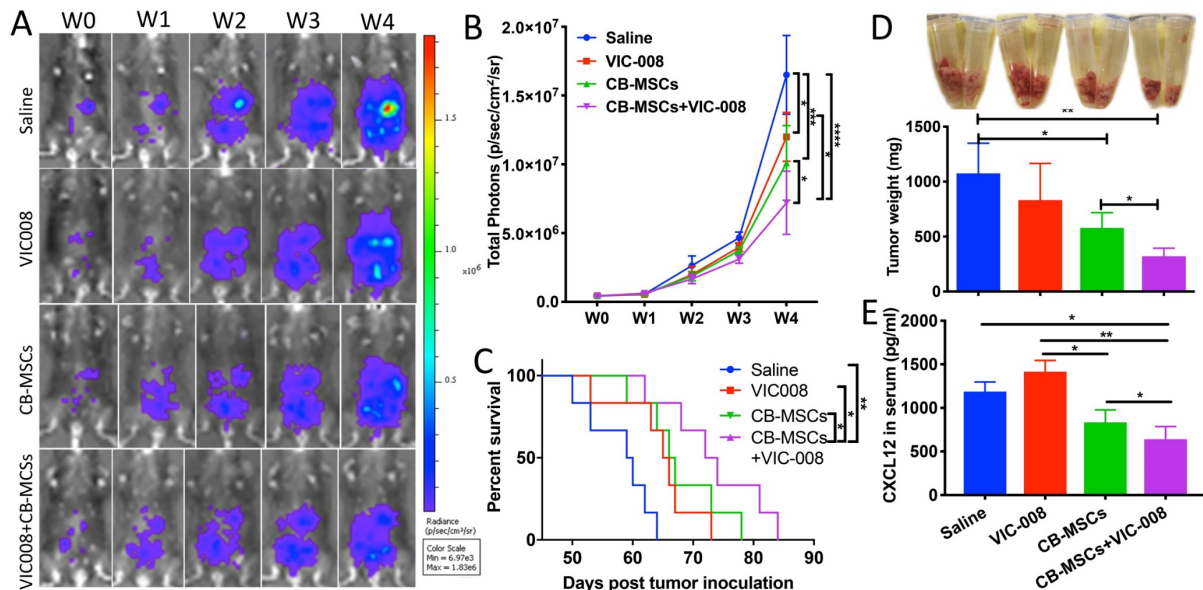 A
W0 W1 W2 W3 W4
Saline
VIC008
CB-MSCs
VIC008+CB-MCSs
1.5
1.0
x10⁶
0.5
Radiance
(p/sec/cm²/sr)
Color Scale
Min = 6.97e3
Max = 1.83e6
B
Total Photons (p/sec/cm²/sr)
2.0×10⁷
1.5×10⁷
1.0×10⁷
5.0×10⁶
0.0
W0 W1 W2 W3 W4
Saline
VIC-008
CB-MSCs
CB-MSCs+VIC-008
*
***
****
*
*
C
Percent survival
100
50
0
50 60 70 80 90
Days post tumor inoculation
Saline
VIC008
CB-MSCs
CB-MSCs
+VIC-008
*
*
**
D
Tumor weight (mg)
1500
1000
500
0
**
*
*
E
CXCL12 in serum (pg/ml)
2000
1500
1000
500
0
*
**
*
*
Saline
VIC-008
CB-MSCs
CB-MSCs+VIC-008